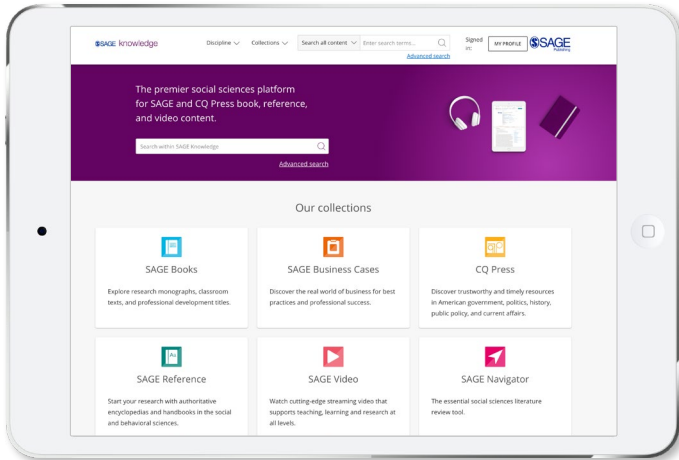 SAGE knowledge
Discipline
Collections
Search all content
Enter search terms...
Advanced search
Signed in:
MY PROFILE
SAGE
Publishing
The premier social sciences platform
for SAGE and CQ Press book, reference,
and video content.
Search within SAGE Knowledge
Advanced search
Our collections
SAGE Books
Explore research monographs, classroom
texts, and professional development titles.
SAGE Business Cases
Discover the real world of business for best
practices and professional success.
CQ Press
Discover trustworthy and timely resources
in American government, politics, history,
public policy, and current affairs.
SAGE Reference
Start your research with authoritative
encyclopedias and handbooks in the social
and behavioral sciences.
SAGE Video
Watch cutting-edge streaming video that
supports teaching, learning and research at
all levels.
SAGE Navigator
The essential social sciences literature
review tool.